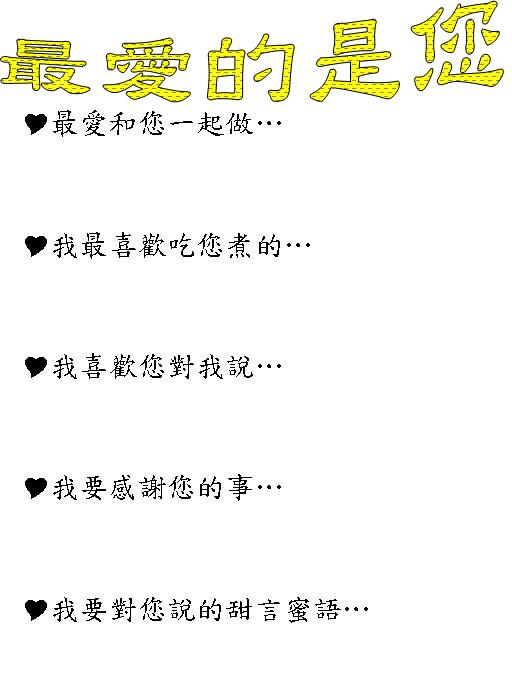 最愛的是您
♥最愛和您一起做…
♥我最喜歡吃您煮的…
♥我喜歡您對我說…
♥我要感謝您的事…
♥我要對您說的甜言蜜語…